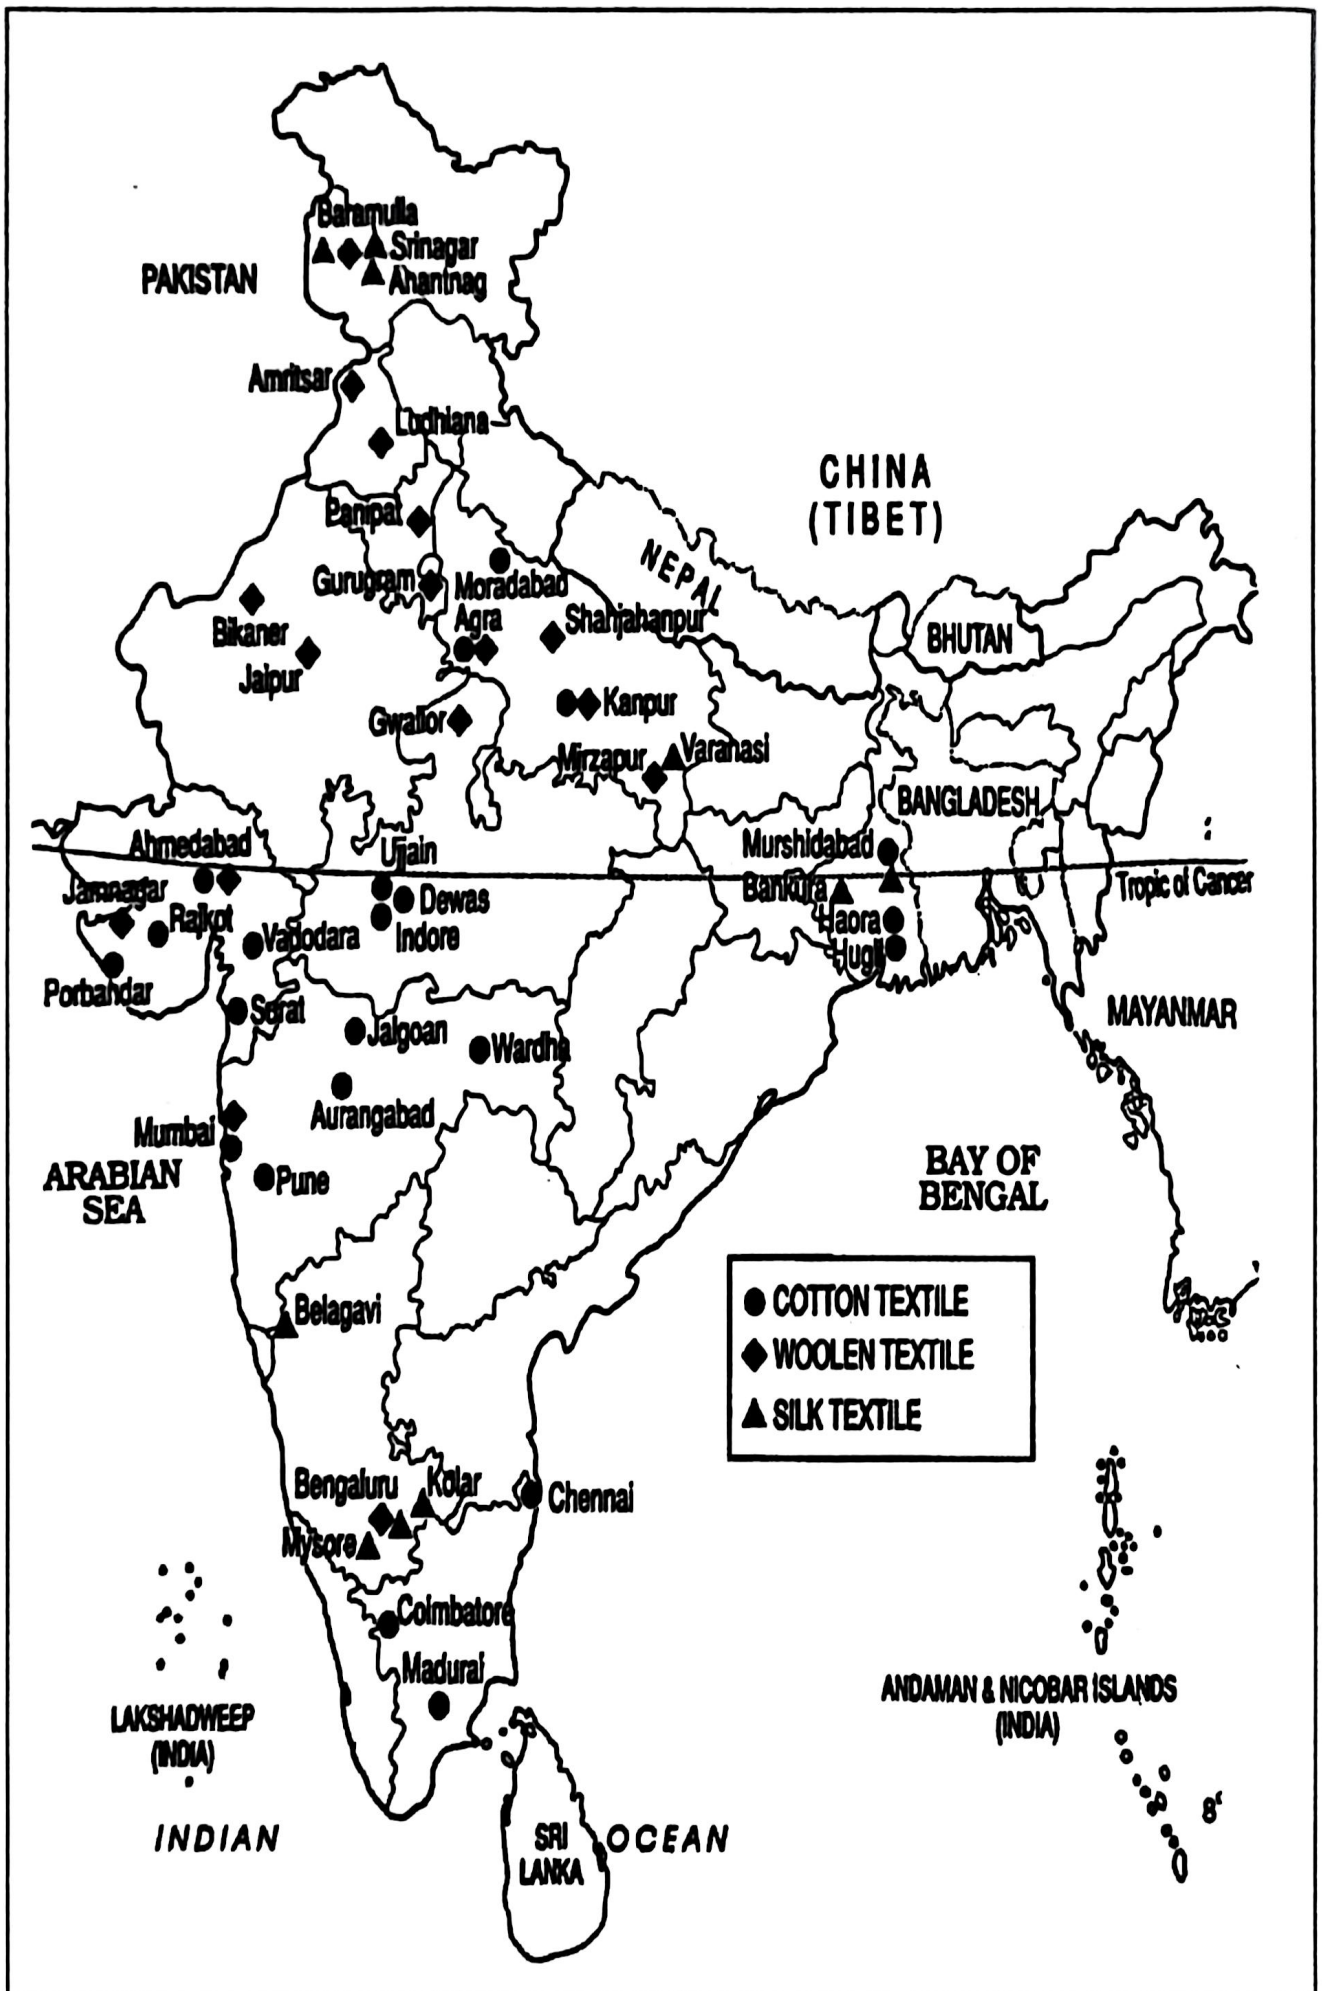 Baramulla
Srinagar
Anantnag
PAKISTAN
Amritsar
Ludhiana
CHINA
(TIBET)
Panipat
NEPAL
Gurugram
Moradabad
Bikaner
Agra
Shahjahanpur
BHUTAN
Jaipur
Kanpur
Gwalior
Mirzapur
Varanasi
BANGLADESH
Ahmedabad
Ujjain
Murshidabad
Jamnagar
Dewas
Bankura
Tropic of Cancer
Rajkot
Vadodara
Indore
Haora
Hugli
Porbandar
Surat
Jalgoan
Wardha
MAYANMAR
Aurangabad
Mumbai
ARABIAN
SEA
Pune
BAY OF
BENGAL
Belagavi
COTTON TEXTILE
WOOLEN TEXTILE
SILK TEXTILE
Bengaluru
Kolar
Chennai
Mysore
Coimbatore
Madurai
LAKSHADWEEP
(INDIA)
ANDAMAN & NICOBAR ISLANDS
(INDIA)
INDIAN OCEAN
SRI
LANKA
8°